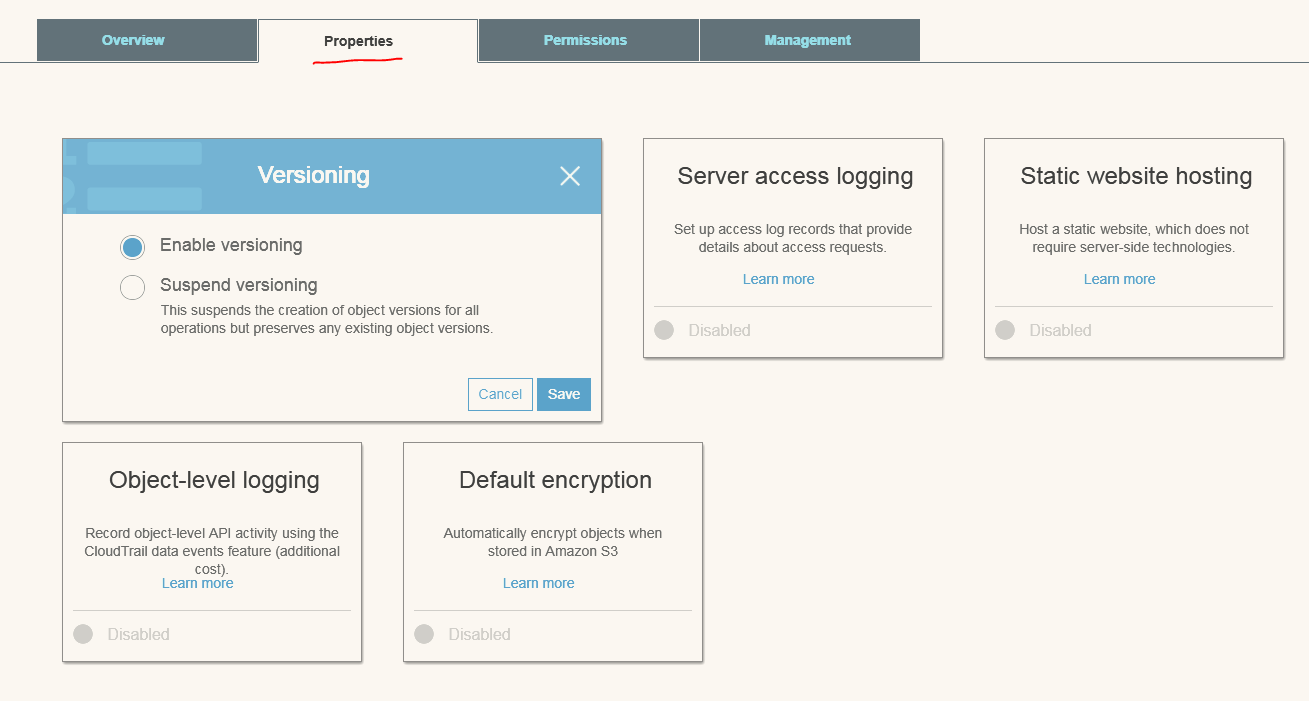 Overview
Properties
Permissions
Management
Versioning
Enable versioning
Suspend versioning
This suspends the creation of object versions for all
operations but preserves any existing object versions.
Cancel
Save
Server access logging
Set up access log records that provide
details about access requests.
Learn more
Disabled
Static website hosting
Host a static website, which does not
require server-side technologies.
Learn more
Disabled
Object-level logging
Record object-level API activity using the
CloudTrail data events feature (additional
cost).
Learn more
Disabled
Default encryption
Automatically encrypt objects when
stored in Amazon S3
Learn more
Disabled